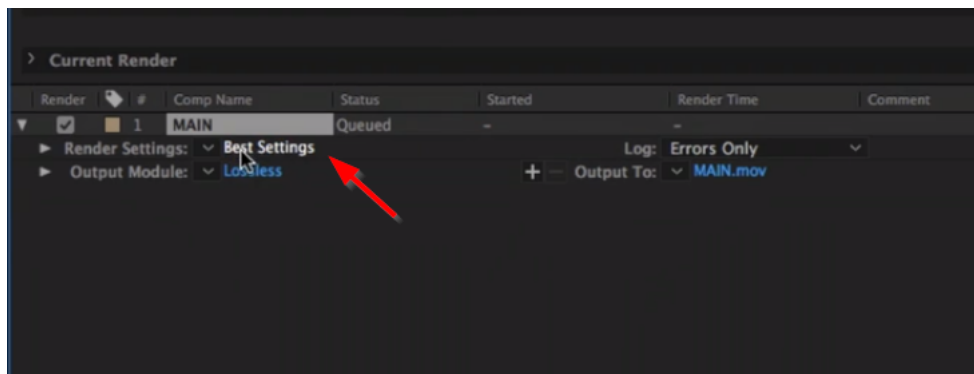 Current Render
Render # Comp Name Status Started Render Time Comment
1 MAIN Queued - -
Render Settings: Best Settings Log: Errors Only
Output Module: Lossless + - Output To: MAIN.mov